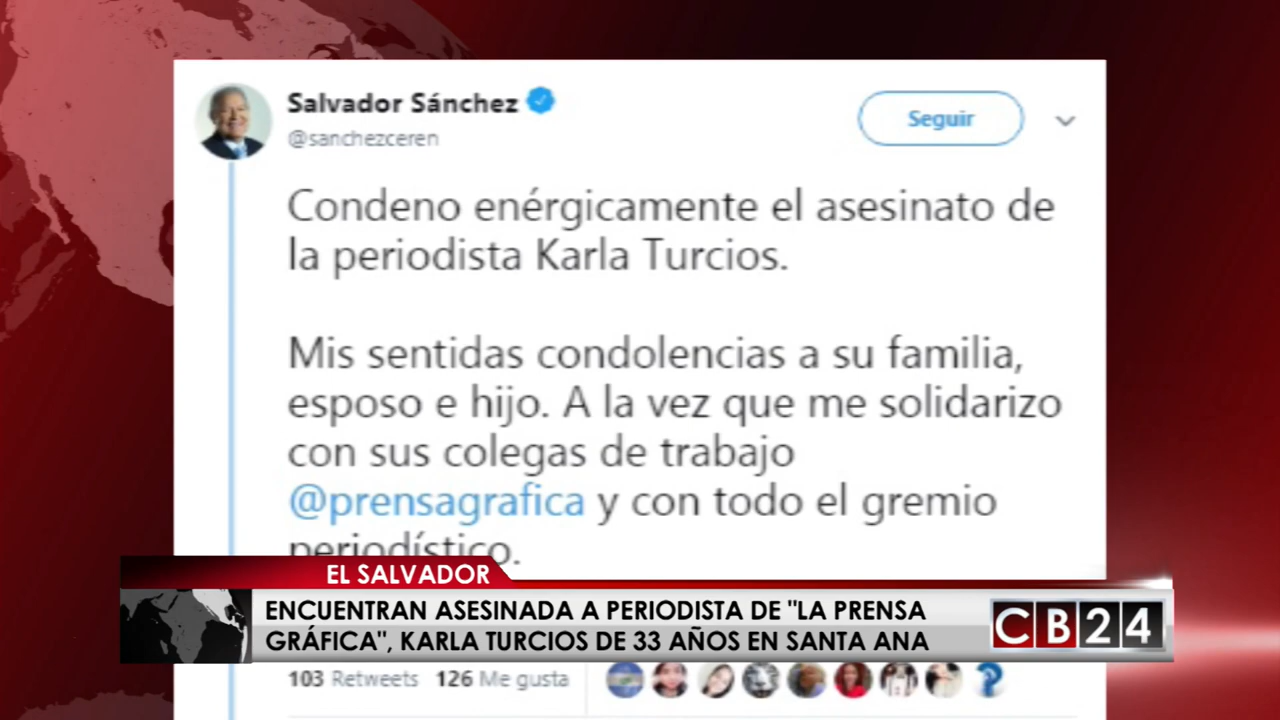 Salvador Sánchez
@sanchezceren
Seguir
Condeno enérgicamente el asesinato de
la periodista Karla Turcios.
Mis sentidas condolencias a su familia,
esposo e hijo. A la vez que me solidarizo
con sus colegas de trabajo
@prensagrafica y con todo el gremio
periodístico.
EL SALVADOR
ENCUENTRAN ASESINADA A PERIODISTA DE "LA PRENSA
GRÁFICA", KARLA TURCIOS DE 33 AÑOS EN SANTA ANA
CB24
103 Retweets 126 Me gusta